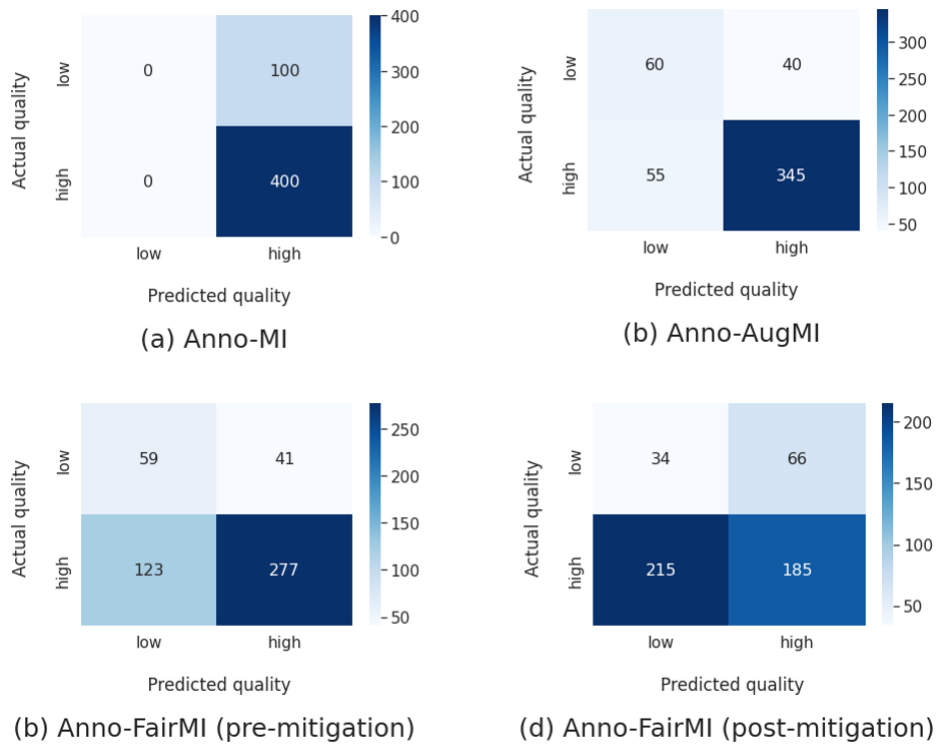 Actual quality
low
high
0
100
0
400
400
300
200
100
0
low
high
Predicted quality
(a) Anno-MI
Actual quality
low
high
60
40
55
345
300
250
200
150
100
50
low
high
Predicted quality
(b) Anno-AugMI
Actual quality
low
high
59
41
123
277
250
200
150
100
50
low
high
Predicted quality
(b) Anno-FairMI (pre-mitigation)
Actual quality
low
high
34
66
215
185
200
150
100
50
low
high
Predicted quality
(d) Anno-FairMI (post-mitigation)